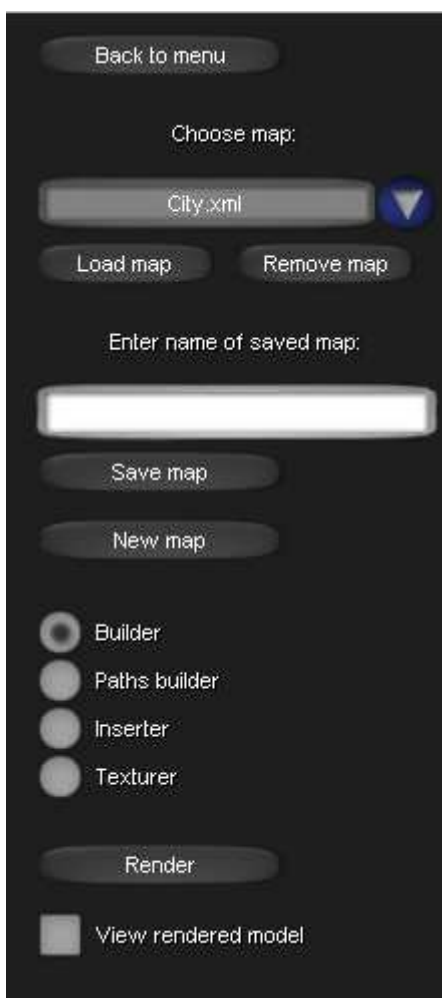 Back to menu
Choose map:
City.xml
Load map Remove map
Enter name of saved map:
Save map
New map
Builder
Paths builder
Inserter
Texturer
Render
View rendered model